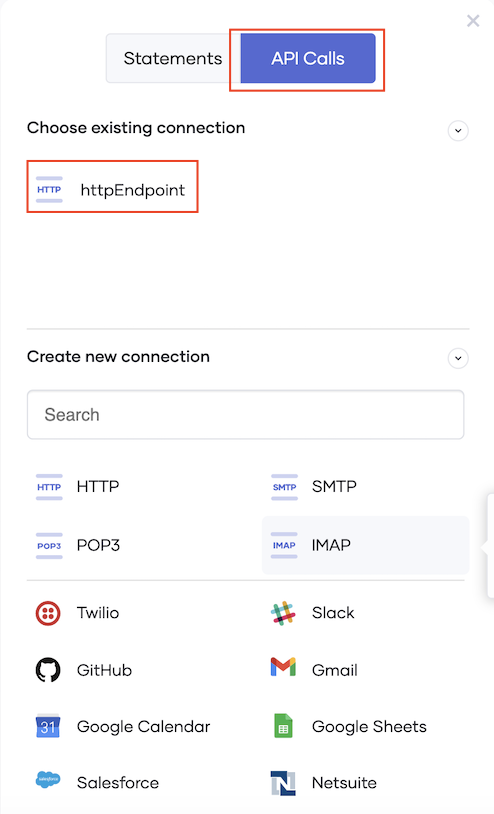 Statements API Calls
Choose existing connection
HTTP httpEndpoint
Create new connection
Search
HTTP HTTP SMTP SMTP
POP3 POP3 IMAP IMAP
Twilio Slack
GitHub Gmail
31 Google Calendar Google Sheets
salesforce Salesforce N Netsuite